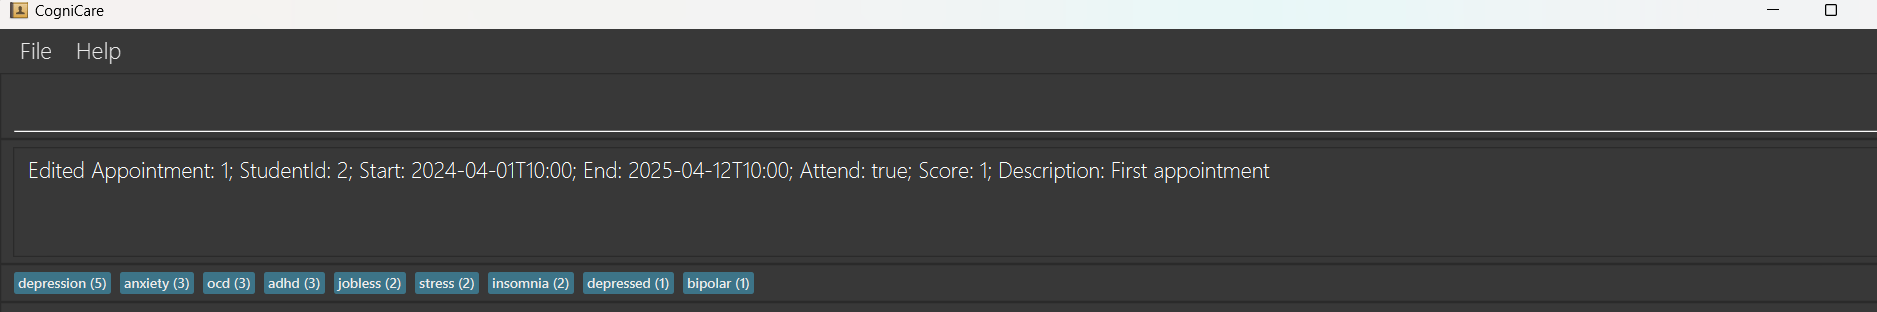 CogniCare
File Help
Edited Appointment: 1; StudentId: 2; Start: 2024-04-01T10:00; End: 2025-04-12T10:00; Attend: true; Score: 1; Description: First appointment
depression (5) anxiety (3) ocd (3) adhd (3) jobless (2) stress (2) insomnia (2) depressed (1) bipolar (1)